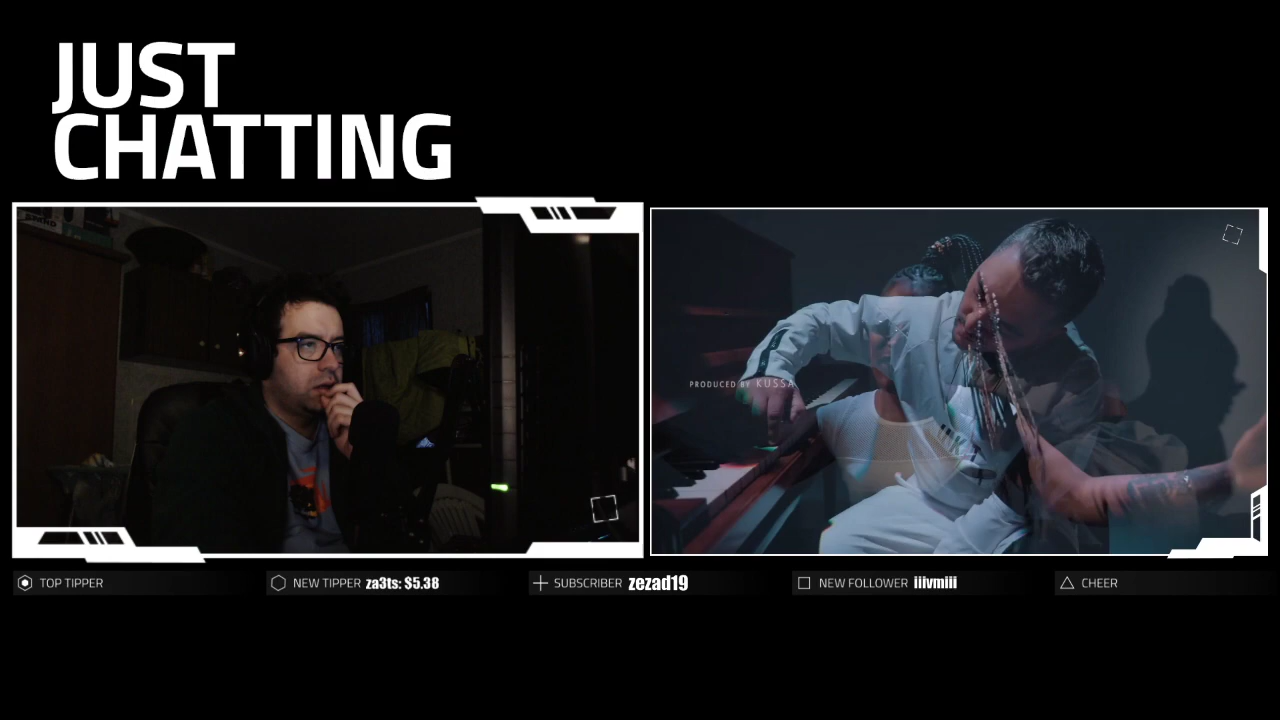 JUST
CHATTING
PRODUCED BY KUSSA
TOP TIPPER
NEW TIPPER za3ts: $5.38
SUBSCRIBER zezad19
NEW FOLLOWER iiivmiii
CHEER